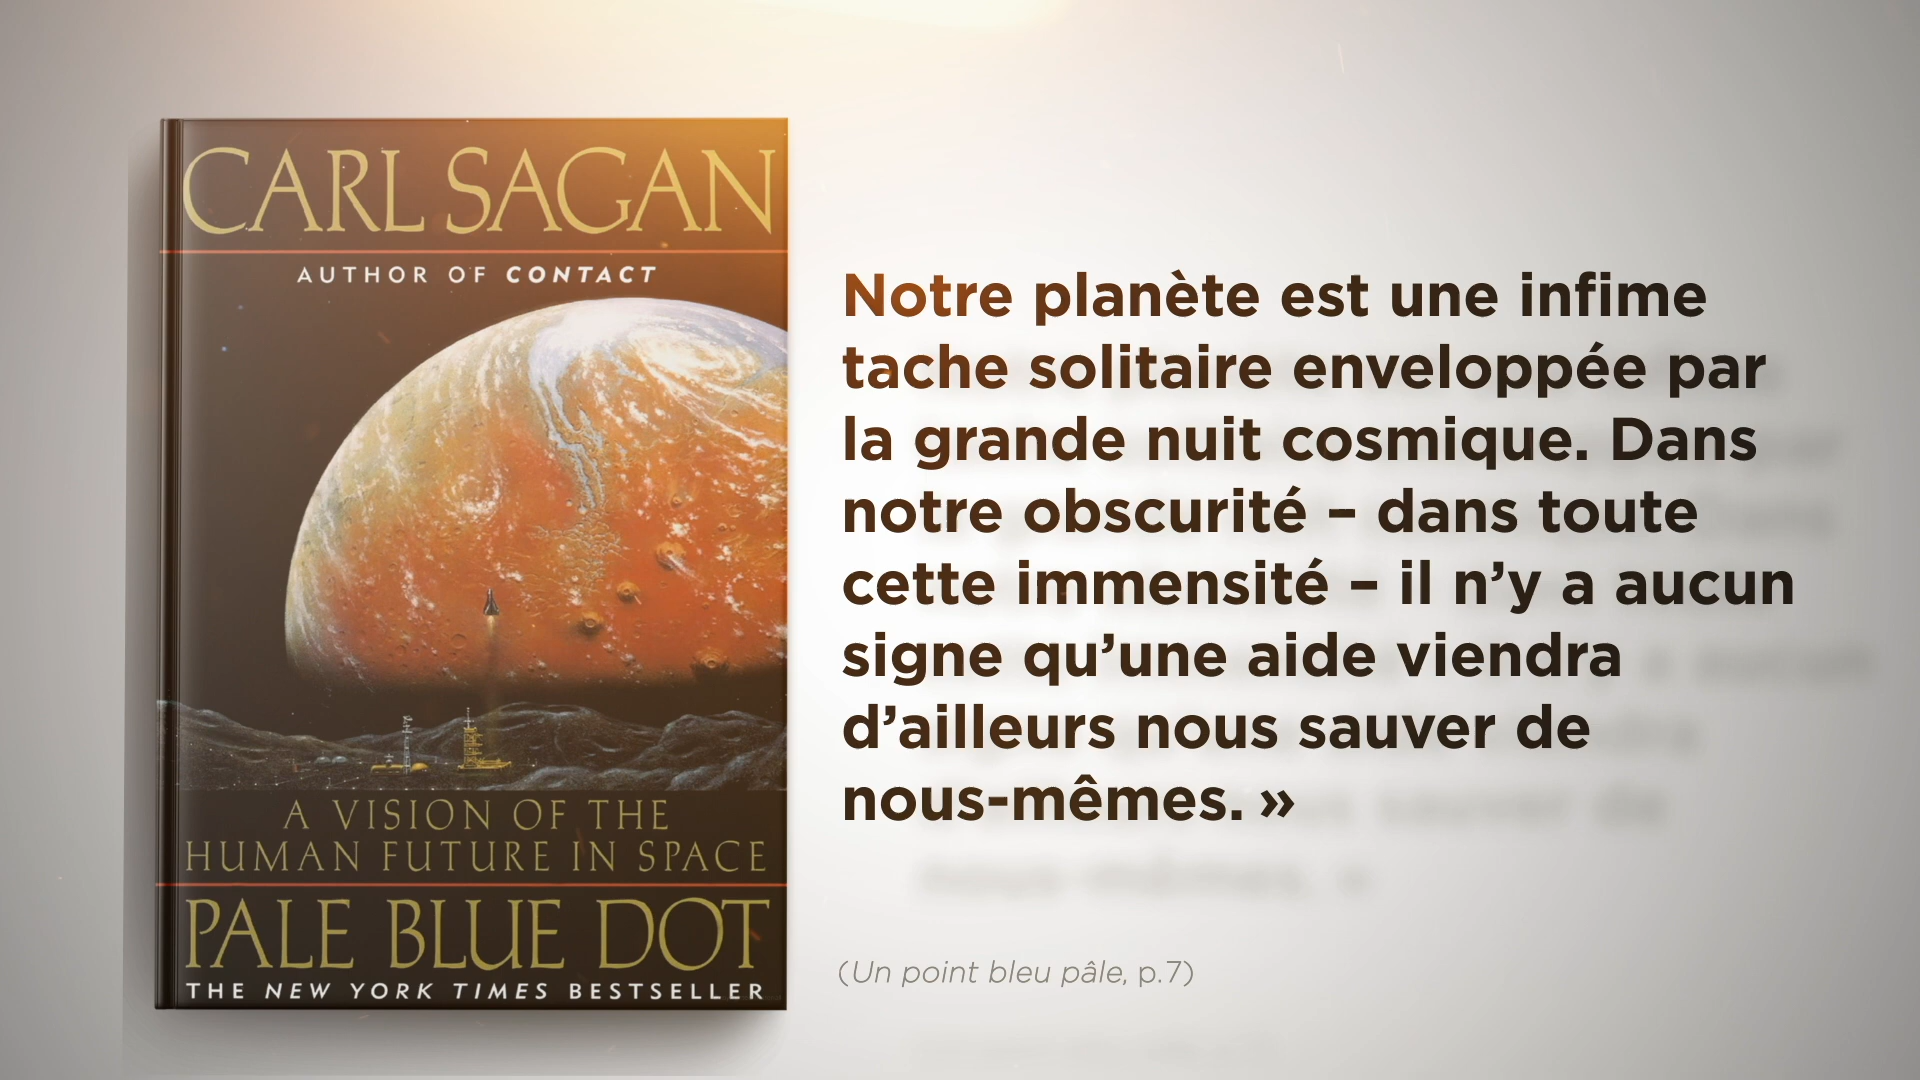 CARL SAGAN
AUTHOR OF CONTACT
A VISION OF THE
HUMAN FUTURE IN SPACE
PALE BLUE DOT
THE NEW YORK TIMES BESTSELLER
Notre planète est une infime
tache solitaire enveloppée par
la grande nuit cosmique. Dans
notre obscurité – dans toute
cette immensité – il n’y a aucun
signe qu’une aide viendra
d’ailleurs nous sauver de
nous-mêmes. »
(Un point bleu pâle, p.7)